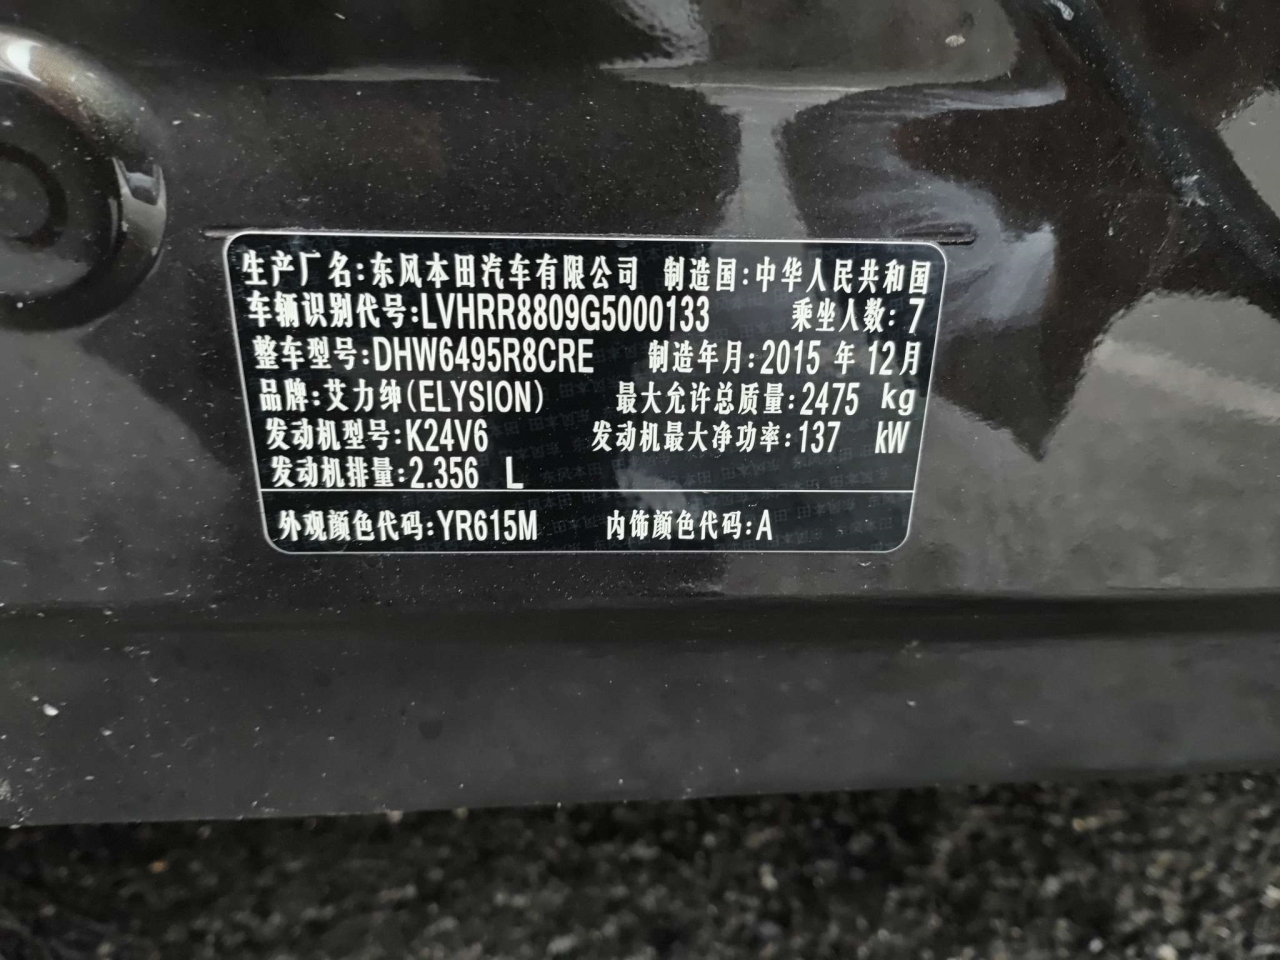 生产厂名:东风本田汽车有限公司 制造国:中华人民共和国
车辆识别代号:LVHRR8809G5000133 乘坐人数:7
整车型号:DHW6495R8CRE 制造年月:2015 年 12月
品牌:艾力绅(ELYSION) 最大允许总质量:2475 kg
发动机型号:K24V6 发动机最大净功率:137 kW
发动机排量:2.356 L
外观颜色代码:YR615M 内饰颜色代码:A